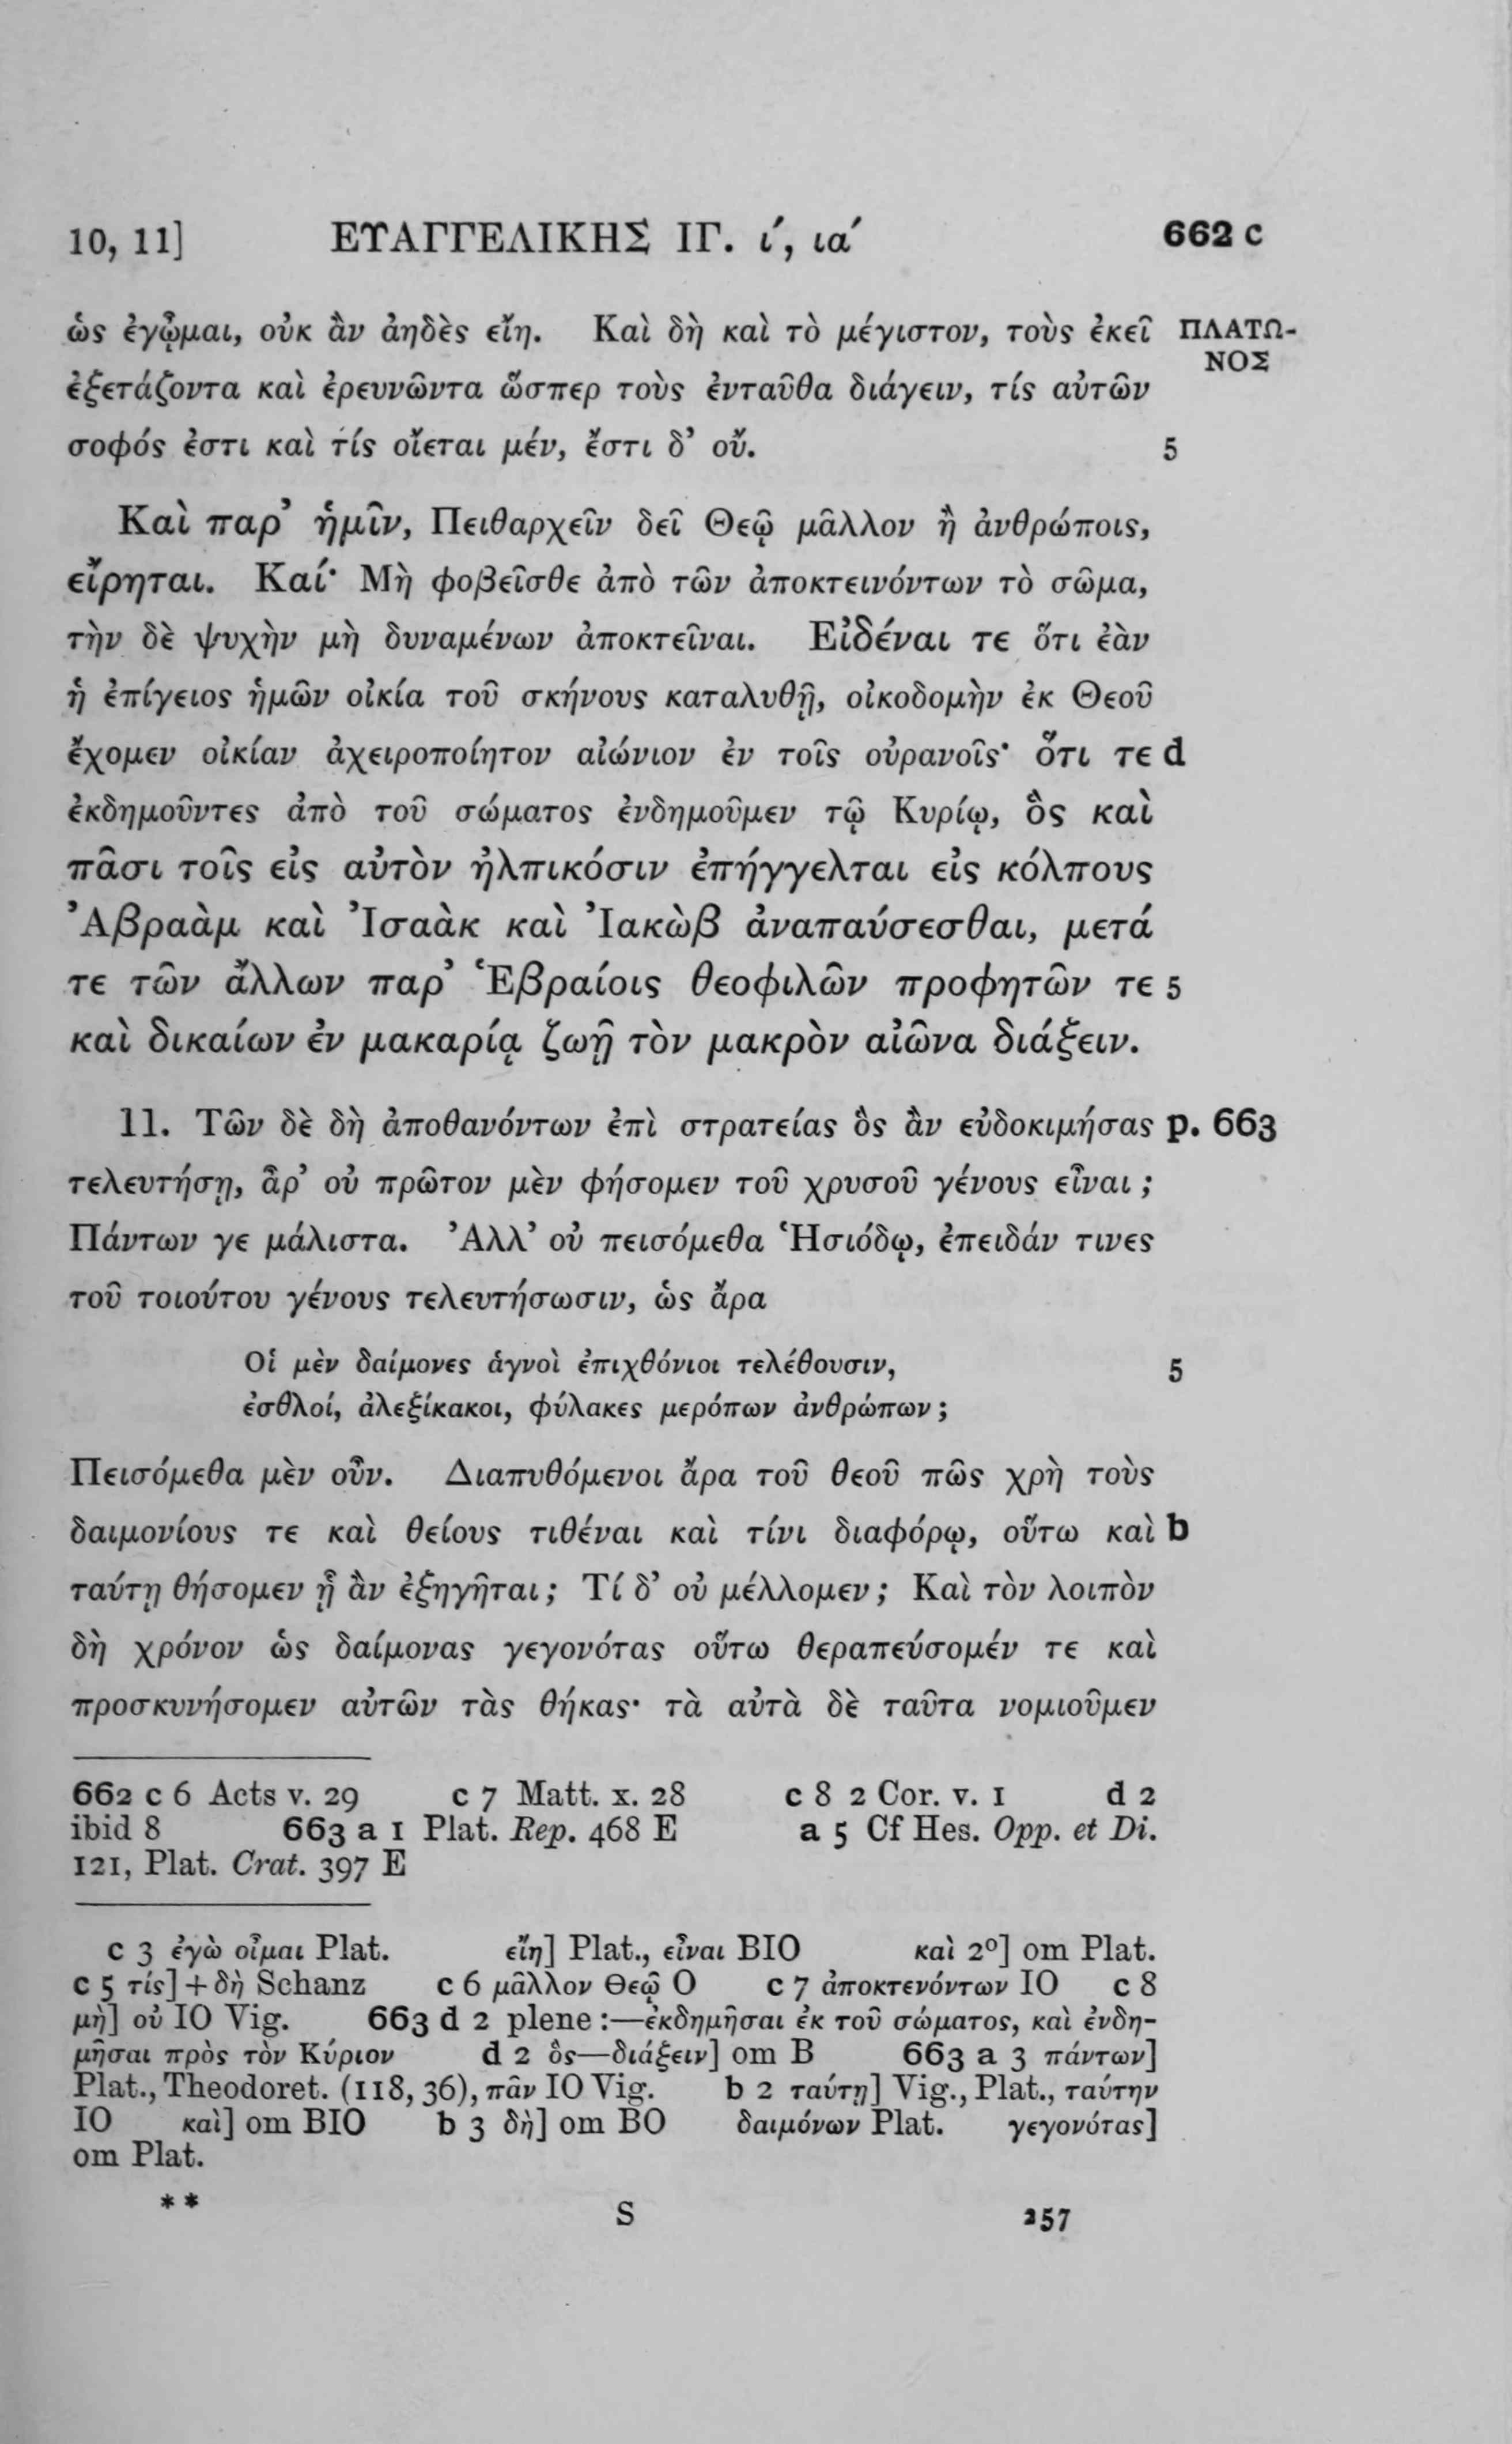 10, 11] ΕΥΑΓΓΕΛΙΚΗΣ ΙΓ. ί, ια΄ 662 c
ὡς ἐγᾦμαι, οὐκ ἂν ἀηδὲς εἴη. Καὶ δὴ καὶ τὸ μέγιστον, τοὺς ἐκεῖ ΠΛΑΤΩ-
ΝΟΣ
ἐξετάζοντα καὶ ἐρευνῶντα ὥσπερ τοὺς ἐνταῦθα διάγειν, τίς αὐτῶν
σοφός ἐστι καὶ τίς οἴεται μέν, ἔστι δ’ οὔ. 5
Καὶ παρ’ ἡμῖν, Πειθαρχεῖν δεῖ Θεῷ μᾶλλον ἢ ἀνθρώποις,
εἴρηται. Καί· Μὴ φοβεῖσθε ἀπὸ τῶν ἀποκτεινόντων τὸ σῶμα,
τὴν δὲ ψυχὴν μὴ δυναμένων ἀποκτεῖναι. Εἰδέναι τε ὅτι ἐὰν
ἡ ἐπίγειος ἡμῶν οἰκία τοῦ σκήνους καταλυθῇ, οἰκοδομὴν ἐκ Θεοῦ
ἔχομεν οἰκίαν ἀχειροποίητον αἰώνιον ἐν τοῖς οὐρανοῖς· ὅτι τε d
ἐκδημοῦντες ἀπὸ τοῦ σώματος ἐνδημοῦμεν τῷ Κυρίῳ, ὃς καὶ
πᾶσι τοῖς εἰς αὐτὸν ἠλπικόσιν ἐπήγγελται εἰς κόλπους
Ἀβραὰμ καὶ Ἰσαὰκ καὶ Ἰακὼβ ἀναπαύσεσθαι, μετά
τε τῶν ἄλλων παρ’ Ἑβραίοις θεοφιλῶν προφητῶν τε 5
καὶ δικαίων ἐν μακαρίᾳ ζωῇ τὸν μακρὸν αἰῶνα διάξειν.
11. Τῶν δὲ δὴ ἀποθανόντων ἐπὶ στρατείας ὃς ἂν εὐδοκιμήσας p. 663
τελευτήσῃ, ἆρ’ οὐ πρῶτον μὲν φήσομεν τοῦ χρυσοῦ γένους εἶναι;
Πάντων γε μάλιστα. Ἀλλ’ οὐ πεισόμεθα Ἡσιόδῳ, ἐπειδάν τινες
τοῦ τοιούτου γένους τελευτήσωσιν, ὡς ἄρα
Οἱ μὲν δαίμονες ἁγνοὶ ἐπιχθόνιοι τελέθουσιν, 5
ἐσθλοί, ἀλεξίκακοι, φύλακες μερόπων ἀνθρώπων;
Πεισόμεθα μὲν οὖν. Διαπυθόμενοι ἄρα τοῦ θεοῦ πῶς χρὴ τοὺς
δαιμονίους τε καὶ θείους τιθέναι καὶ τίνι διαφόρῳ, οὕτω καὶ b
ταύτῃ θήσομεν ᾗ ἂν ἐξηγῆται; Τί δ’ οὐ μέλλομεν; Καὶ τὸν λοιπὸν
δὴ χρόνον ὡς δαίμονας γεγονότας οὕτω θεραπεύσομέν τε καὶ
προσκυνήσομεν αὐτῶν τὰς θήκας· τὰ αὐτὰ δὲ ταῦτα νομιοῦμεν
662 c 6 Acts v. 29 c 7 Matt. x. 28 c 8 2 Cor. v. 1 d 2
ibid 8 663 a 1 Plat. Rep. 468 E a 5 Cf Hes. Opp. et Di.
121, Plat. Crat. 397 E
c 3 ἐγὼ οἶμαι Plat. εἴη] Plat., εἶναι BIO καὶ 2º] om Plat.
c 5 τίς] + δὴ Schanz c 6 μᾶλλον Θεῷ O c 7 ἀποκτενόντων IO c 8
μὴ] οὐ IO Vig. 663 d 2 plene :—ἐκδημῆσαι ἐκ τοῦ σώματος, καὶ ἐνδη-
μῆσαι πρὸς τὸν Κύριον d 2 ὃς—διάξειν] om B 663 a 3 πάντων]
Plat., Theodoret. (118, 36), πᾶν IO Vig. b 2 ταύτῃ] Vig., Plat., ταύτην
IO καὶ] om BIO b 3 δὴ] om BO δαιμόνων Plat. γεγονότας]
om Plat.
* * S 257